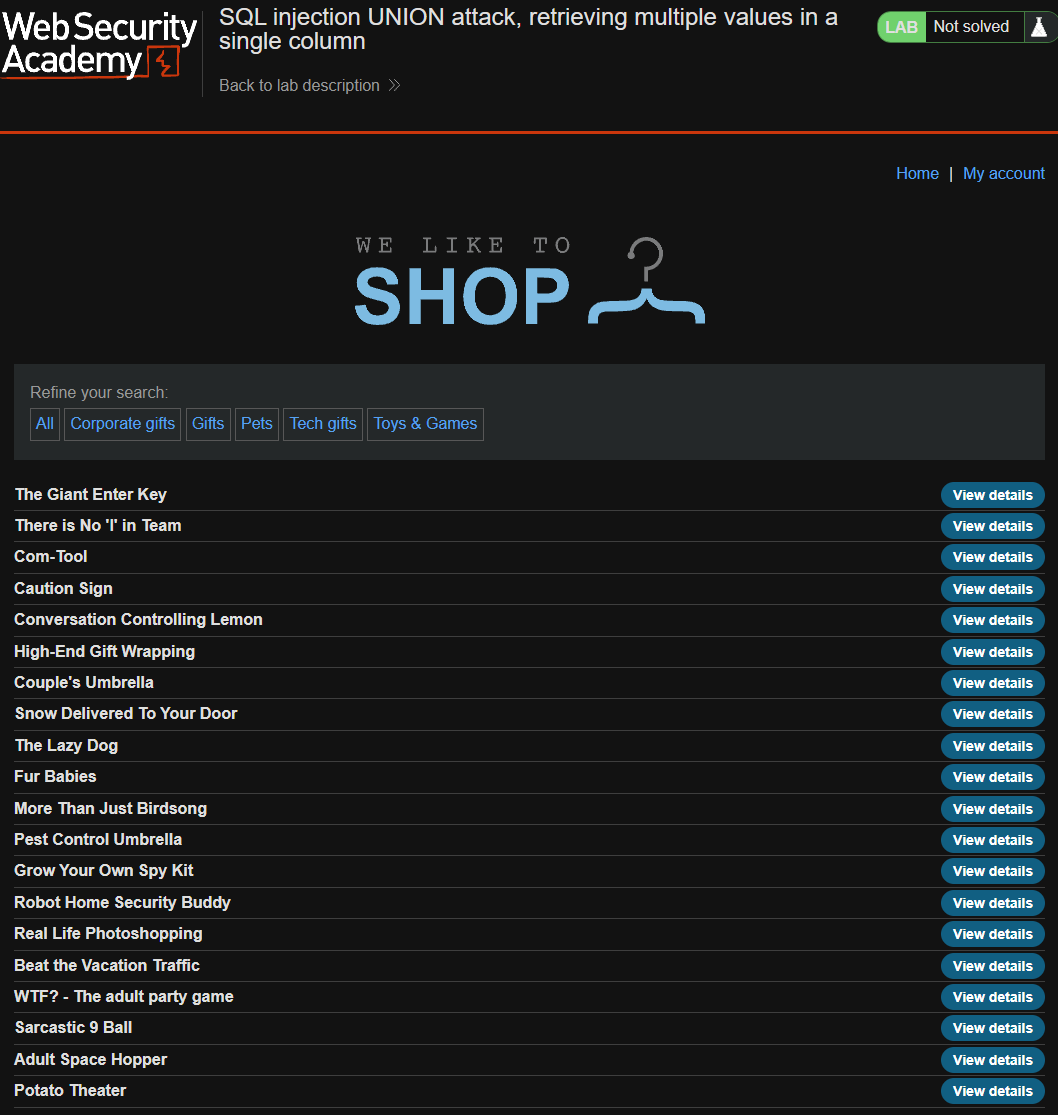 Web Security
Academy
SQL injection UNION attack, retrieving multiple values in a
single column
LAB Not solved
Back to lab description
Home | My account
WE LIKE TO
SHOP
Refine your search:
All Corporate gifts Gifts Pets Tech gifts Toys & Games
The Giant Enter Key View details
There is No 'I' in Team View details
Com-Tool View details
Caution Sign View details
Conversation Controlling Lemon View details
High-End Gift Wrapping View details
Couple's Umbrella View details
Snow Delivered To Your Door View details
The Lazy Dog View details
Fur Babies View details
More Than Just Birdsong View details
Pest Control Umbrella View details
Grow Your Own Spy Kit View details
Robot Home Security Buddy View details
Real Life Photoshopping View details
Beat the Vacation Traffic View details
WTF? - The adult party game View details
Sarcastic 9 Ball View details
Adult Space Hopper View details
Potato Theater View details